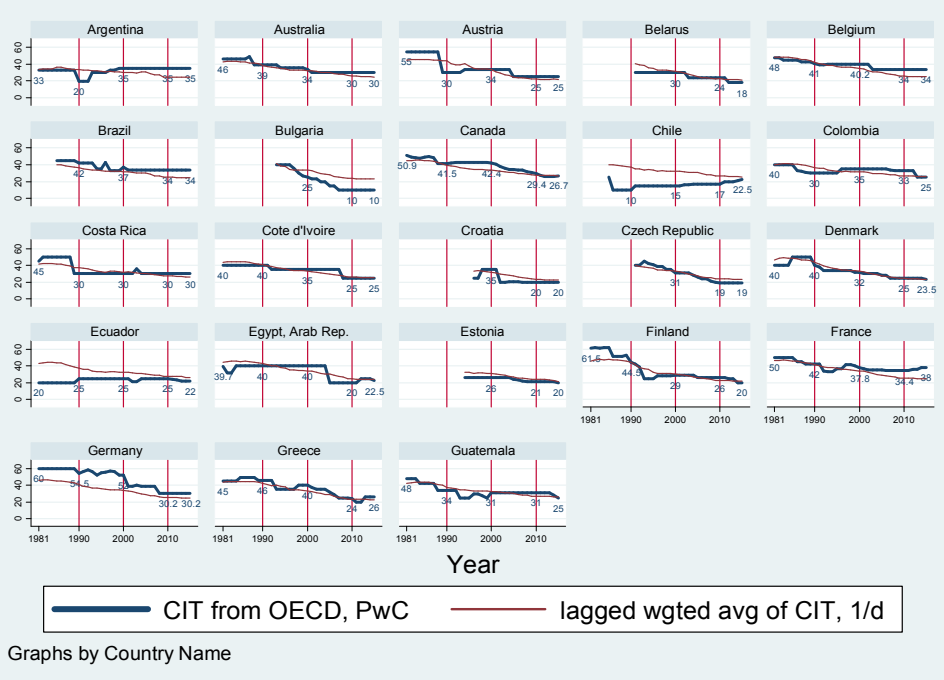 Argentina Australia Austria Belarus Belgium
0 20 40 60
33 20 35 35 35
46 39 34 30 30
55 30 34 25 25
30 24 18
48 41 40.2 34 34
Brazil Bulgaria Canada Chile Colombia
0 20 40 60
42 37 34 34
25 10 10
50.9 41.5 42.4 29.4 26.7
10 15 17 22.5
40 30 35 33 25
Costa Rica Cote d'Ivoire Croatia Czech Republic Denmark
0 20 40 60
45 30 30 30 30
40 40 35 25 25
35 20 20
31 19 19
40 40 32 25 23.5
Ecuador Egypt, Arab Rep. Estonia Finland France
0 20 40 60
20 25 25 25 22
39.7 40 40 20 22.5
26 21 20
61.5 44.5 29 26 20
50 42 37.8 34.4 38
1981 1990 2000 2010 1981 1990 2000 2010
Germany Greece Guatemala
0 20 40 60
60 54.5 52 30.2 30.2
45 46 40 24 26
48 34 31 31 25
1981 1990 2000 2010 1981 1990 2000 2010 1981 1990 2000 2010
Year
CIT from OECD, PwC lagged wgted avg of CIT, 1/d
Graphs by Country Name